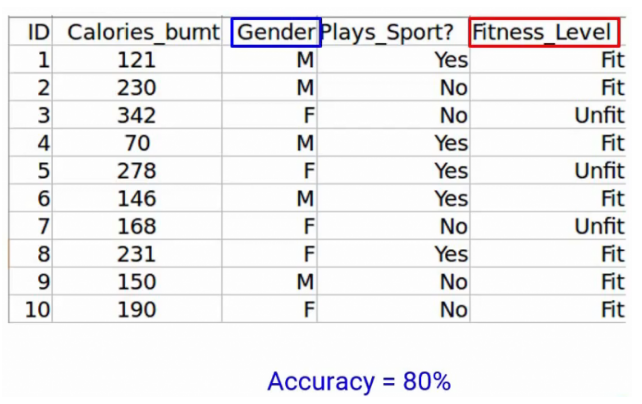 ID Calories_burnt Gender Plays_Sport? Fitness_Level
1 121 M Yes Fit
2 230 M No Fit
3 342 F No Unfit
4 70 M Yes Fit
5 278 F Yes Unfit
6 146 M Yes Fit
7 168 F No Unfit
8 231 F Yes Fit
9 150 M No Fit
10 190 F No Fit
Accuracy = 80%